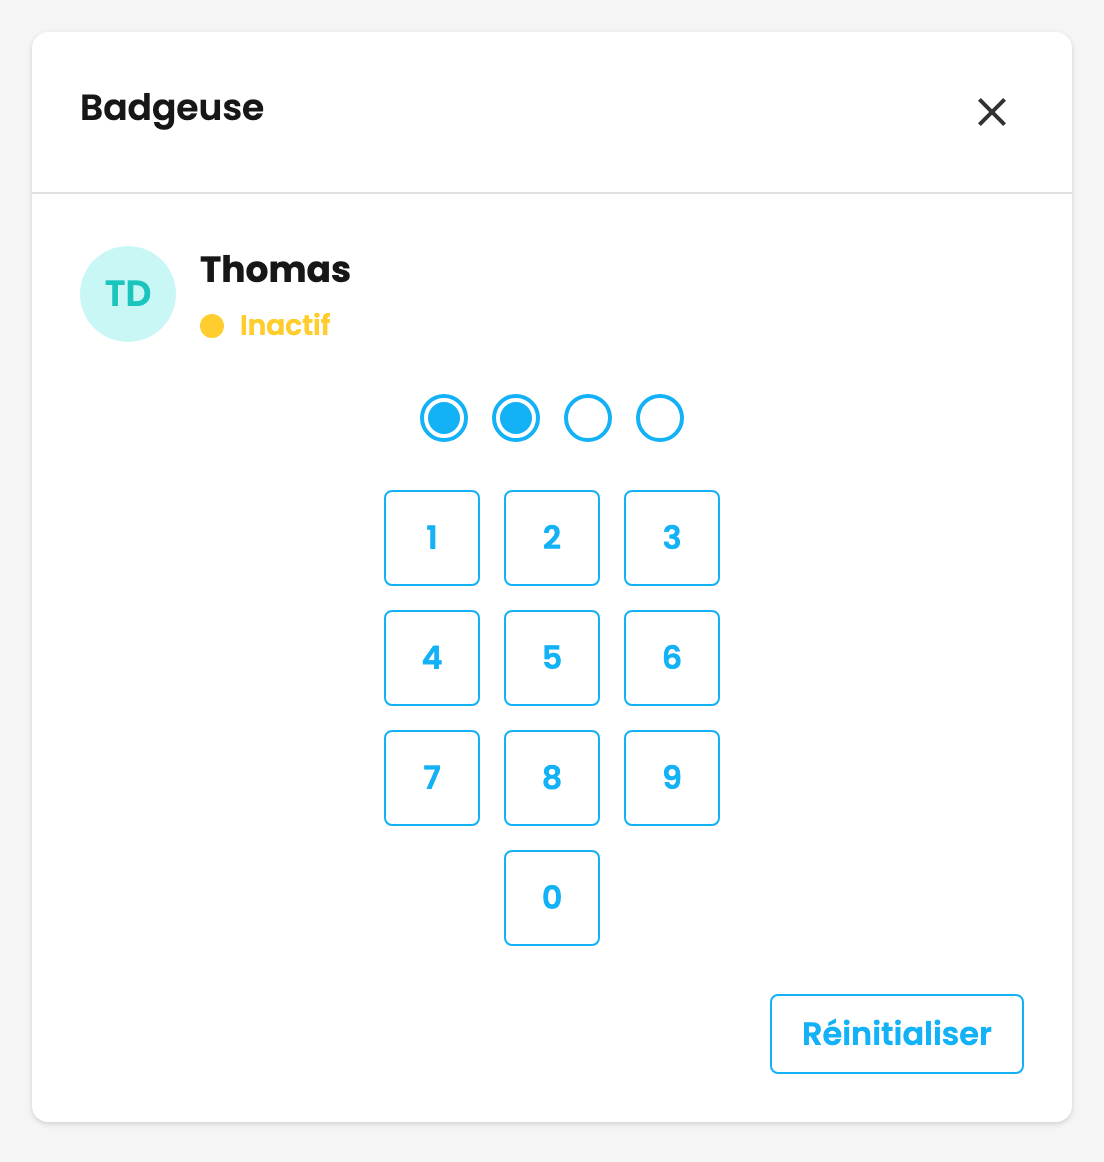 Badgeuse
TD
Thomas
Inactif
1 2 3
4 5 6
7 8 9
0
Réinitialiser